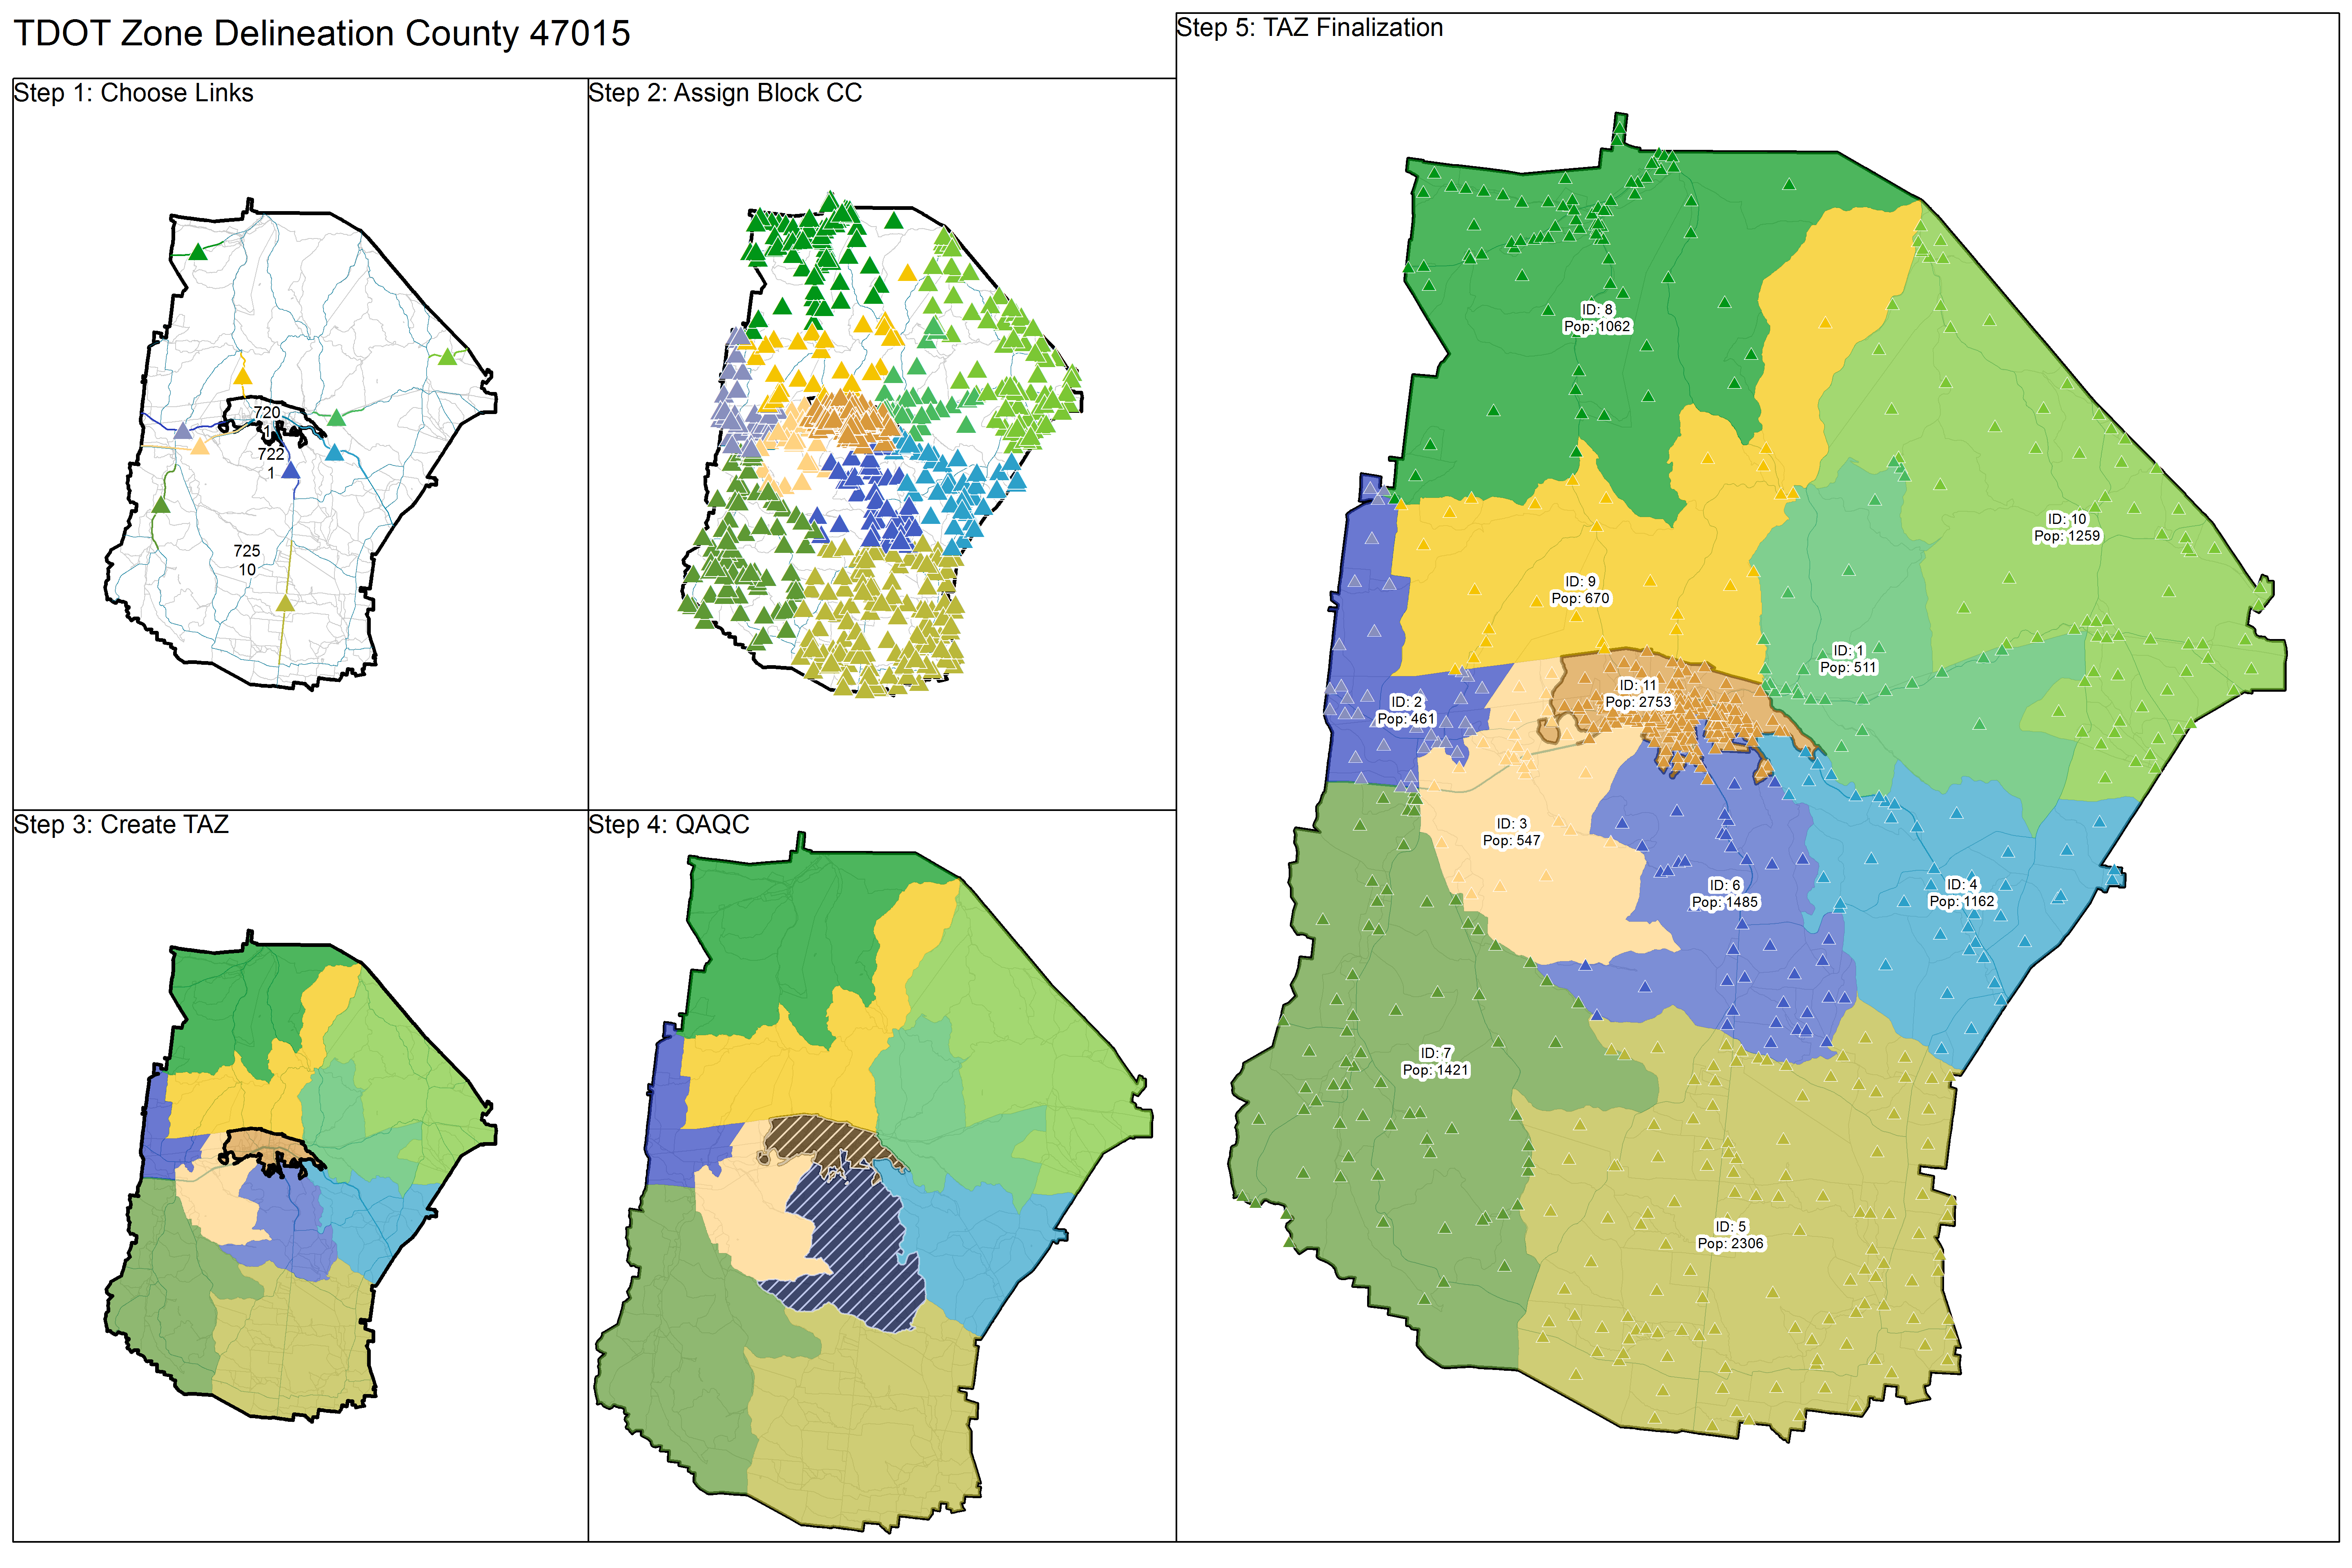 TDOT Zone Delineation County 47015
Step 1: Choose Links
720
1
722
1
725
10
Step 2: Assign Block CC
Step 3: Create TAZ
Step 4: QAQC
Step 5: TAZ Finalization
ID: 8
Pop: 1062
ID: 10
Pop: 1259
ID: 9
Pop: 670
ID: 1
Pop: 511
ID: 11
Pop: 2753
ID: 2
Pop: 461
ID: 3
Pop: 547
ID: 6
Pop: 1485
ID: 4
Pop: 1162
ID: 7
Pop: 1421
ID: 5
Pop: 2306